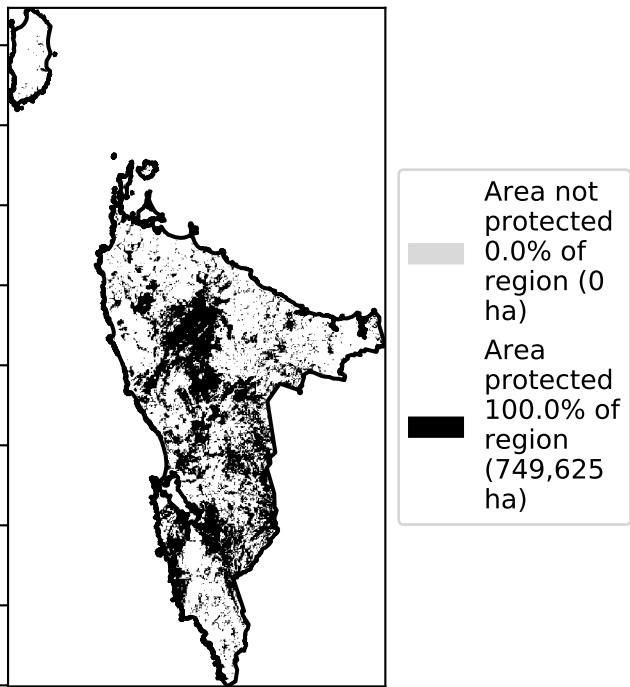 Area not
protected
0.0% of
region (0
ha)
Area
protected
100.0% of
region
(749,625
ha)